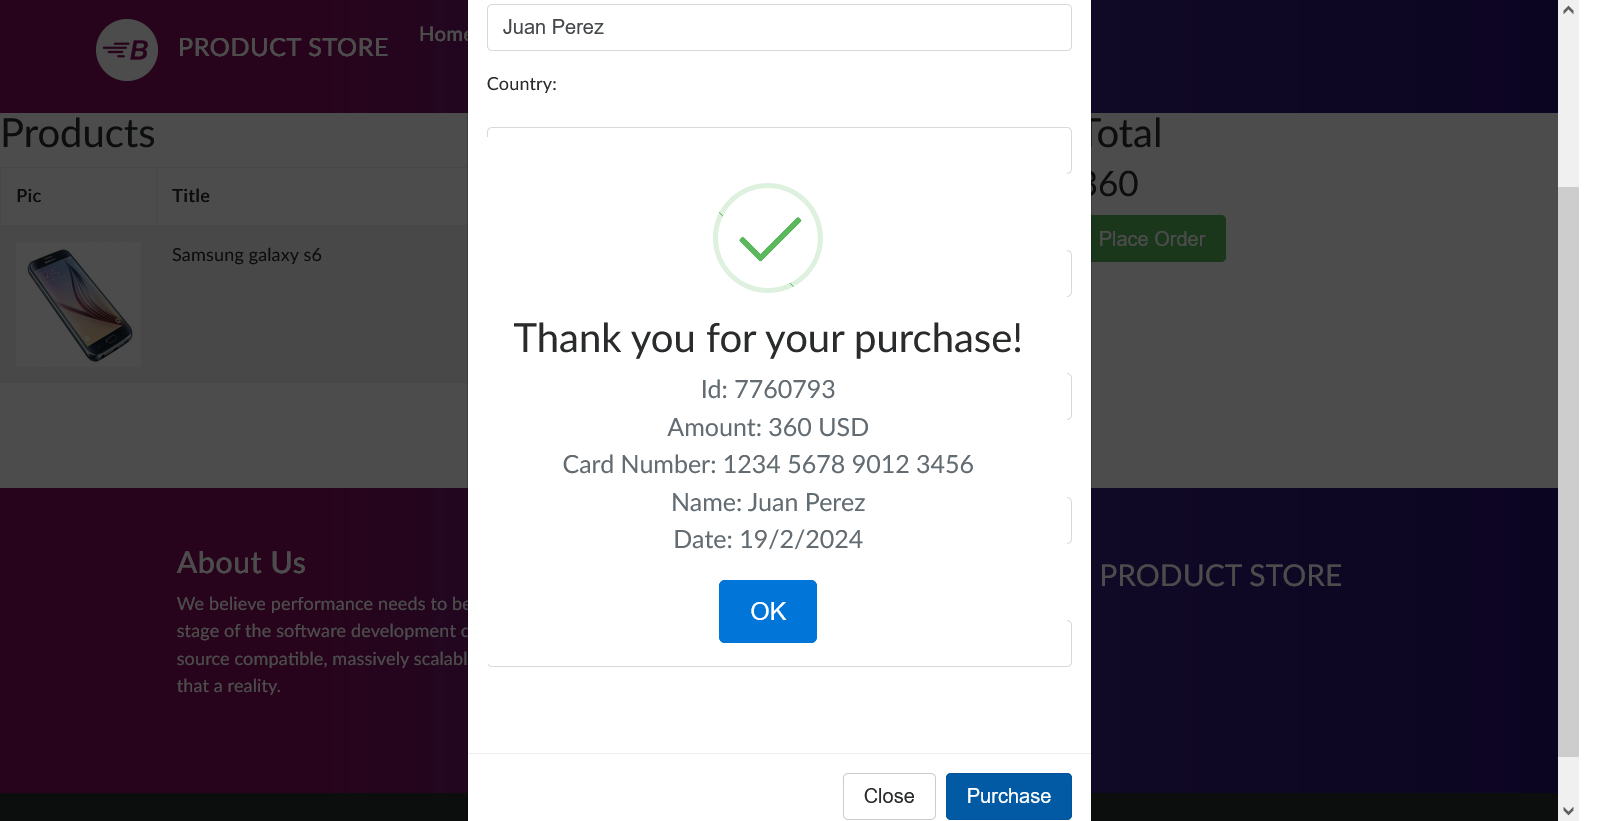 B PRODUCT STORE Home
Juan Perez
Country:
Products
Pic Title
Samsung galaxy s6
Total
360
Place Order
Thank you for your purchase!
Id: 7760793
Amount: 360 USD
Card Number: 1234 5678 9012 3456
Name: Juan Perez
Date: 19/2/2024
OK
About Us
We believe performance needs to be
stage of the software development
source compatible, massively
that a reality.
PRODUCT STORE
Close Purchase